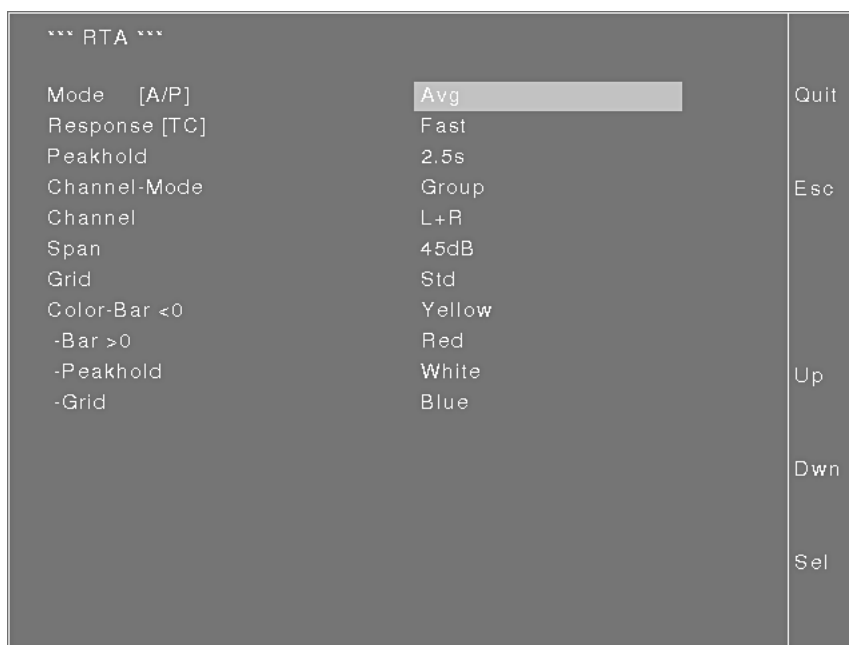 *** RTA ***
Mode [A/P] Avg
Response [TC] Fast
Peakhold 2.5s
Channel-Mode Group
Channel L+R
Span 45dB
Grid Std
Color-Bar <0 Yellow
-Bar >0 Red
-Peakhold White
-Grid Blue
Quit
Esc
Up
Dwn
Sel